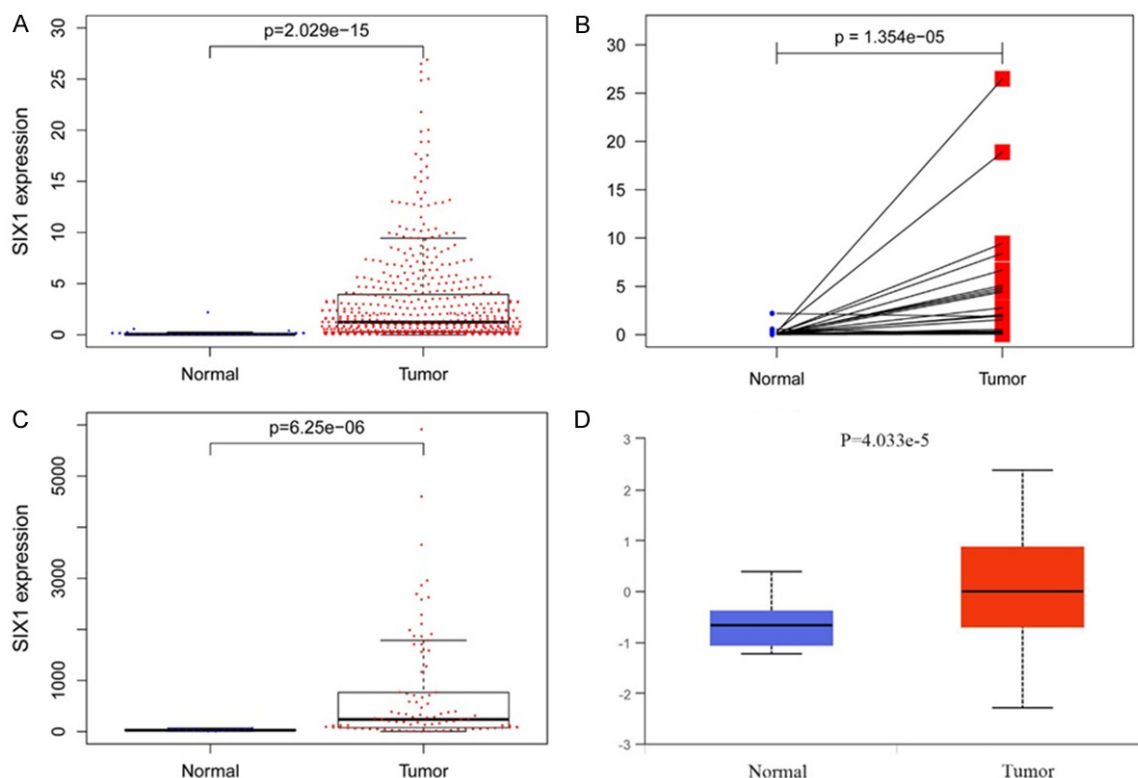 A
p=2.029e−15
SIX1 expression
30
25
20
15
10
5
0
Normal
Tumor
B
p = 1.354e−05
30
25
20
15
10
5
0
Normal
Tumor
C
p=6.25e−06
SIX1 expression
5000
3000
1000
0
Normal
Tumor
D
P=4.033e-5
3
2
1
0
-1
-2
-3
Normal
Tumor